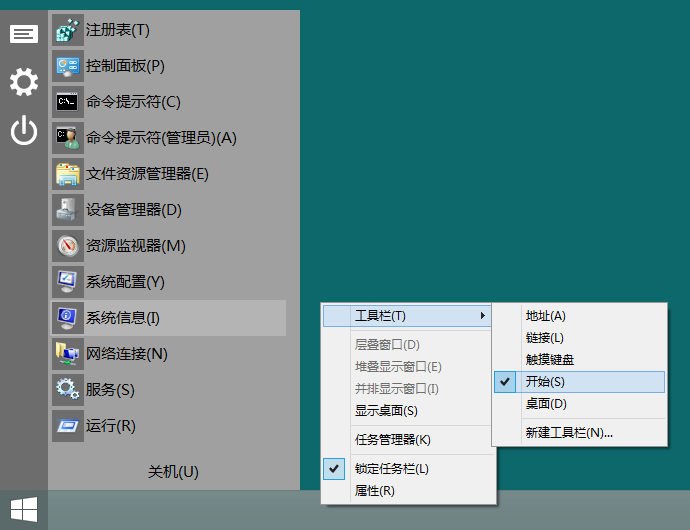 注册表(T)
控制面板(P)
命令提示符(C)
命令提示符(管理员)(A)
文件资源管理器(E)
设备管理器(D)
资源监视器(M)
系统配置(Y)
系统信息(I)
网络连接(N)
服务(S)
运行(R)
关机(U)
工具栏(T)
层叠窗口(D)
堆叠显示窗口(E)
并排显示窗口(I)
显示桌面(S)
任务管理器(K)
锁定任务栏(L)
属性(R)
地址(A)
链接(L)
触摸键盘
开始(S)
桌面(D)
新建工具栏(N)...